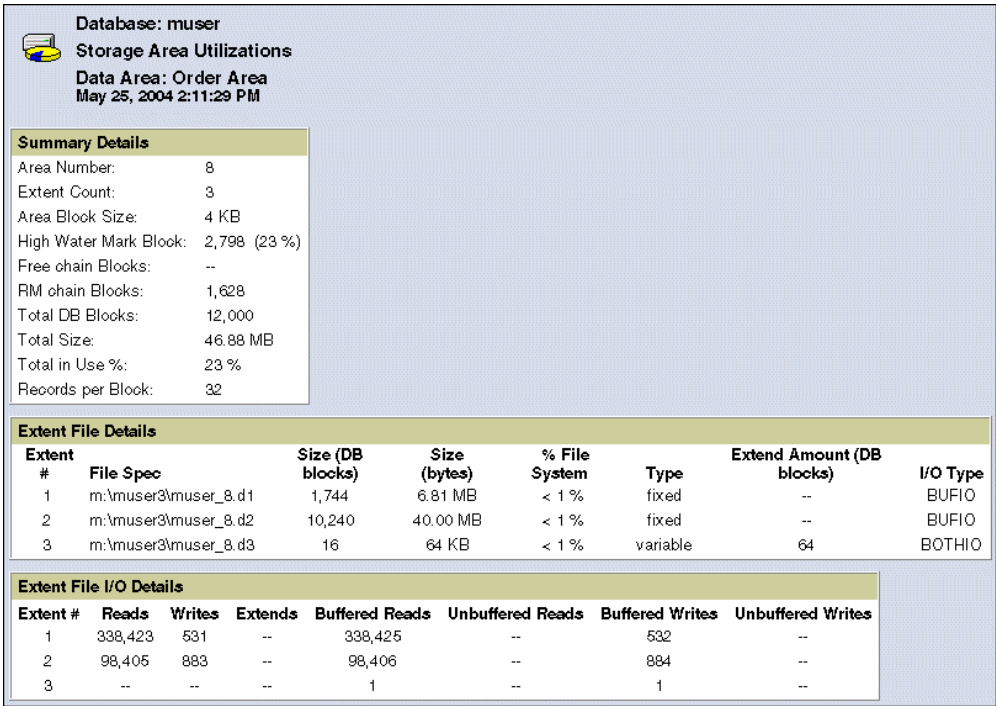 Database: muser
Storage Area Utilizations
Data Area: Order Area
May 25, 2004 2:11:29 PM
Summary Details
Area Number: 8
Extent Count: 3
Area Block Size: 4 KB
High Water Mark Block: 2,798 (23 %)
Free chain Blocks: --
RM chain Blocks: 1,628
Total DB Blocks: 12,000
Total Size: 46.88 MB
Total in Use %: 23 %
Records per Block: 32
Extent File Details
Extent # File Spec Size (DB blocks) Size (bytes) % File System Type Extend Amount (DB blocks) I/O Type
1 m:\muser3\muser_8.d1 1,744 6.81 MB < 1 % fixed -- BUFIO
2 m:\muser3\muser_8.d2 10,240 40.00 MB < 1 % fixed -- BUFIO
3 m:\muser3\muser_8.d3 16 64 KB < 1 % variable 64 BOTHIO
Extent File I/O Details
Extent # Reads Writes Extends Buffered Reads Unbuffered Reads Buffered Writes Unbuffered Writes
1 338,423 531 -- 338,425 -- 532 --
2 98,405 883 -- 98,406 -- 884 --
3 -- -- -- 1 -- 1 --